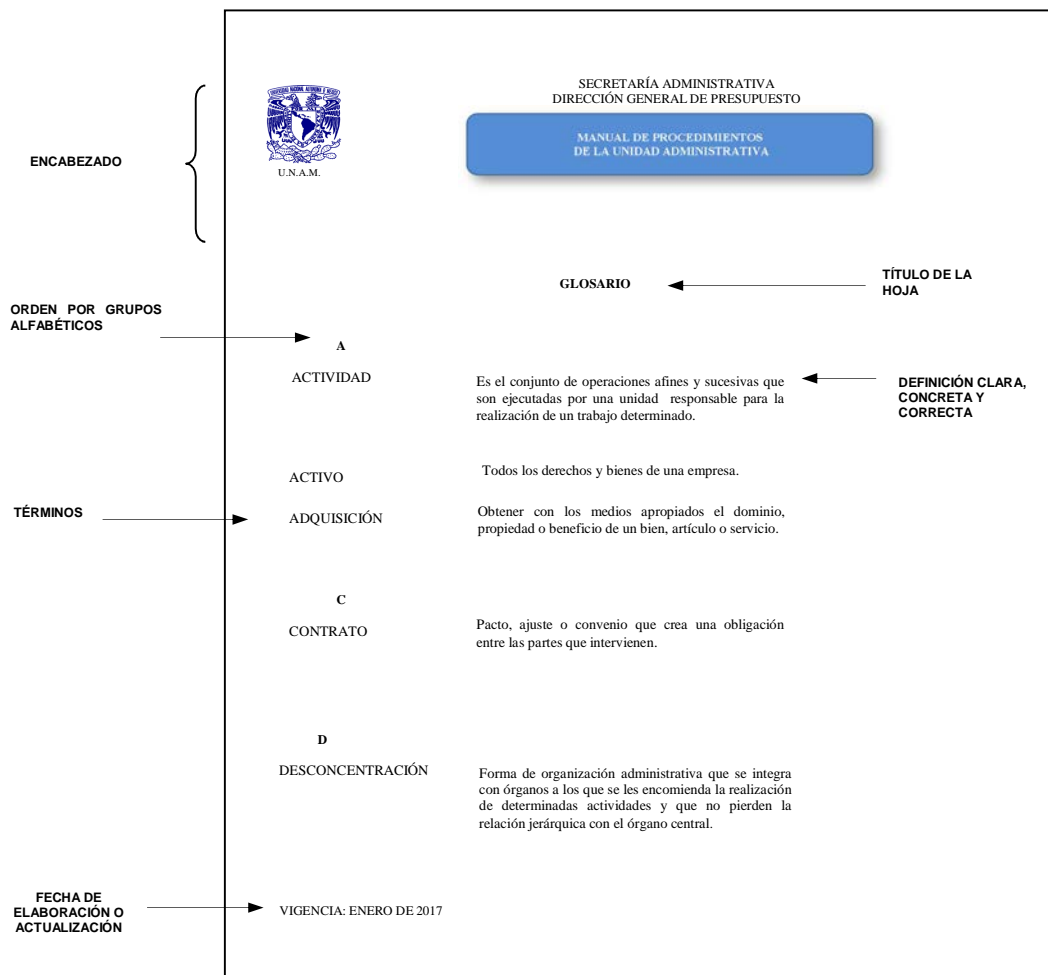 SECRETARÍA ADMINISTRATIVA
DIRECCIÓN GENERAL DE PRESUPUESTO
MANUAL DE PROCEDIMIENTOS
DE LA UNIDAD ADMINISTRATIVA
ENCABEZADO
U.N.A.M.
GLOSARIO
TÍTULO DE LA
HOJA
ORDEN POR GRUPOS
ALFABÉTICOS
A
ACTIVIDAD
Es el conjunto de operaciones afines y sucesivas que
son ejecutadas por una unidad responsable para la
realización de un trabajo determinado.
DEFINICIÓN CLARA,
CONCRETA Y
CORRECTA
ACTIVO
Todos los derechos y bienes de una empresa.
TÉRMINOS
ADQUISICIÓN
Obtener con los medios apropiados el dominio,
propiedad o beneficio de un bien, artículo o servicio.
C
CONTRATO
Pacto, ajuste o convenio que crea una obligación
entre las partes que intervienen.
D
DESCONCENTRACIÓN
Forma de organización administrativa que se integra
con órganos a los que se les encomienda la realización
de determinadas actividades y que no pierden la
relación jerárquica con el órgano central.
FECHA DE
ELABORACIÓN O
ACTUALIZACIÓN
VIGENCIA: ENERO DE 2017